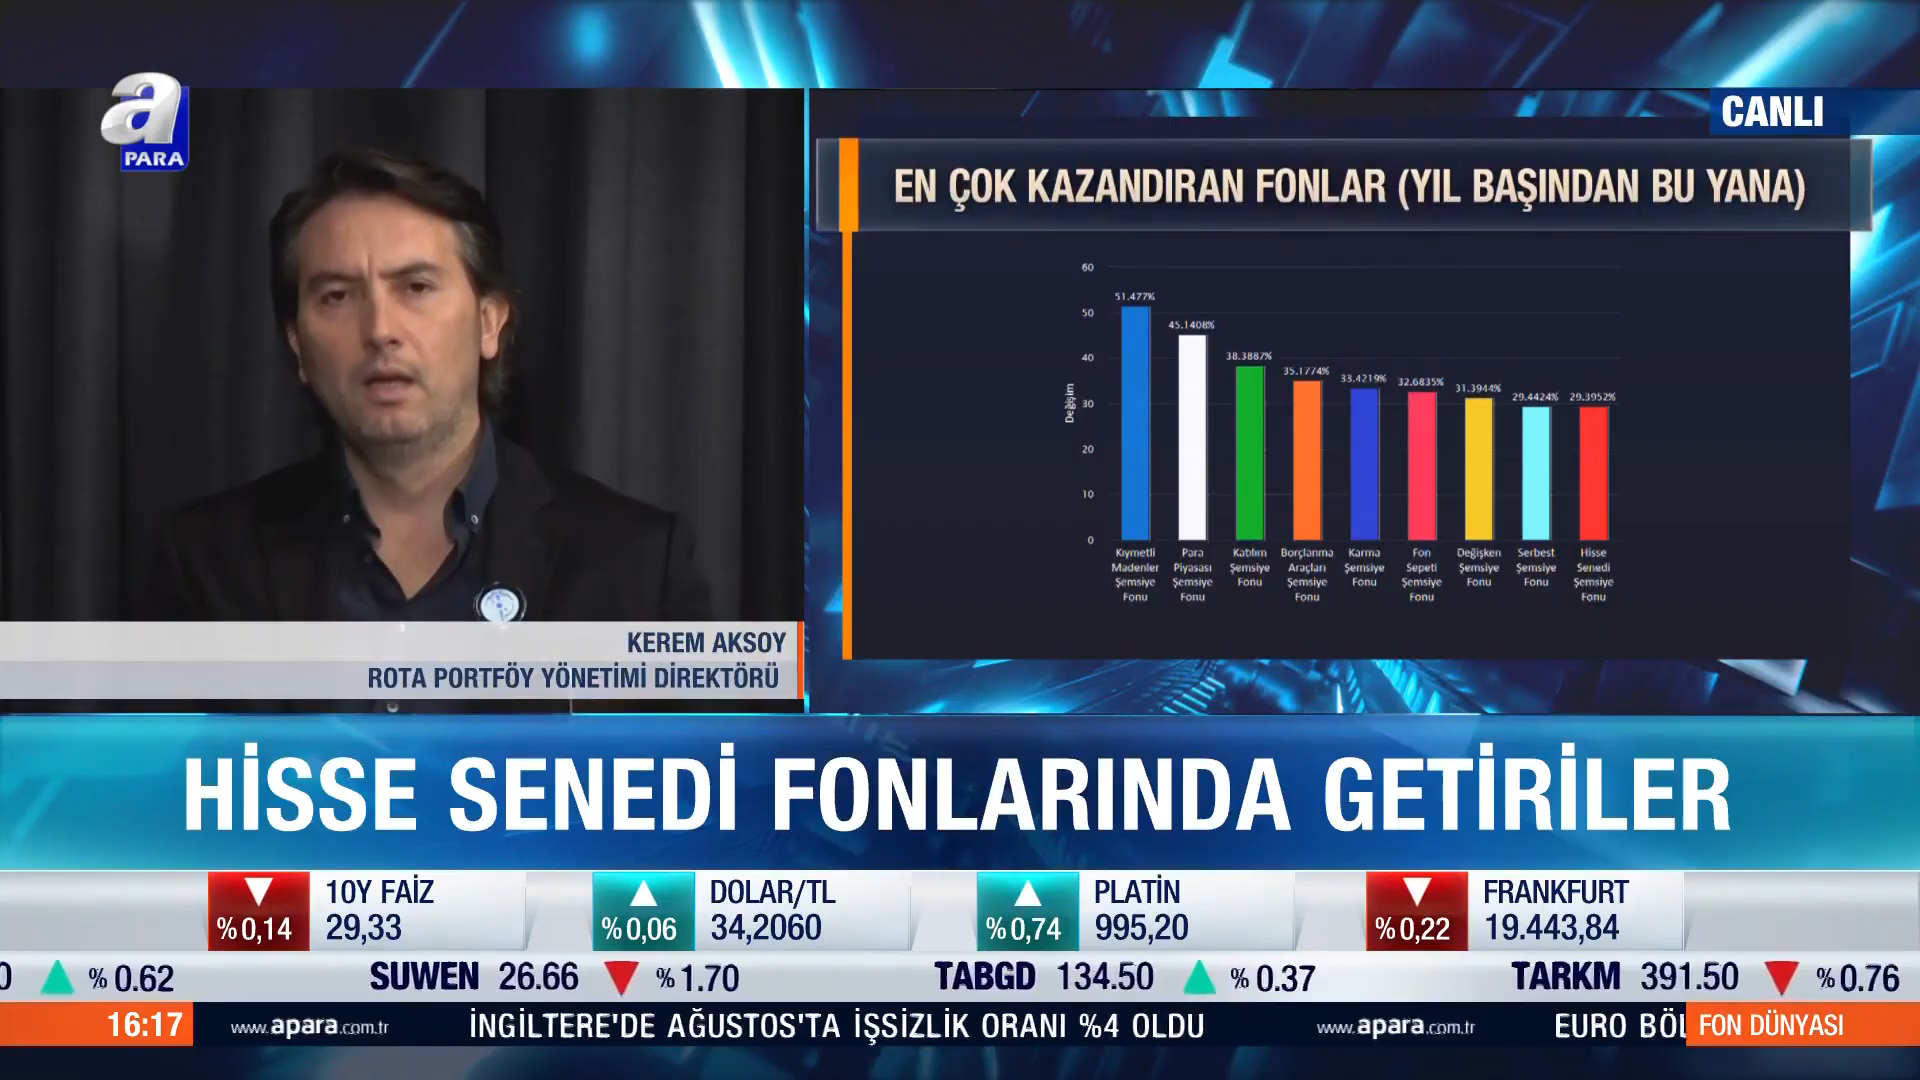 a
PARA
CANLI
EN ÇOK KAZANDIRAN FONLAR (YIL BAŞINDAN BU YANA)
Değişim
60
50
40
30
20
10
0
51.477%
45.1408%
38.3887%
35.1774%
33.4219%
32.6835%
31.3944%
29.4424%
29.3952%
Kıymetli Madenler Şemsiye Fonu
Para Piyasası Şemsiye Fonu
Katılım Şemsiye Fonu
Borçlanma Araçları Şemsiye Fonu
Karma Şemsiye Fonu
Fon Sepeti Şemsiye Fonu
Değişken Şemsiye Fonu
Serbest Şemsiye Fonu
Hisse Senedi Şemsiye Fonu
KEREM AKSOY
ROTA PORTFÖY YÖNETİMİ DİREKTÖRÜ
HİSSE SENEDİ FONLARINDA GETİRİLER
%0,14 10Y FAİZ 29,33
%0,06 DOLAR/TL 34,2060
%0,74 PLATİN 995,20
%0,22 FRANKFURT 19.443,84
0 %0.62 SUWEN 26.66 %1.70 TABGD 134.50 %0.37 TARKM 391.50 %0.76
16:17 www.apara.com.tr İNGİLTERE'DE AĞUSTOS'TA İŞSİZLİK ORANI %4 OLDU www.apara.com.tr EURO BÖL FON DÜNYASI